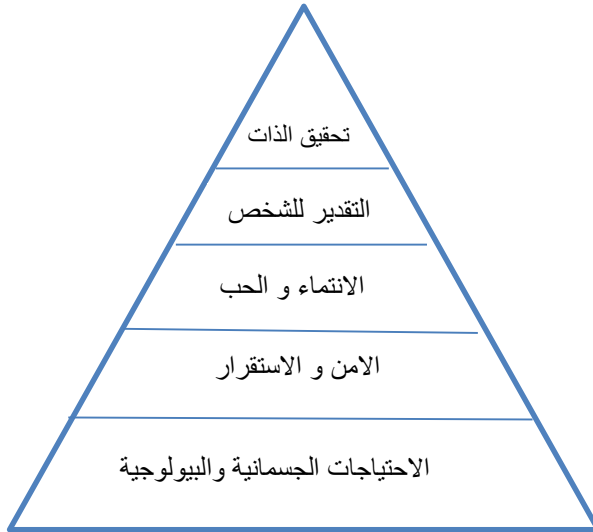 تحقيق الذات
التقدير للشخص
الانتماء و الحب
الامن و الاستقرار
الاحتياجات الجسمانية والبيولوجية